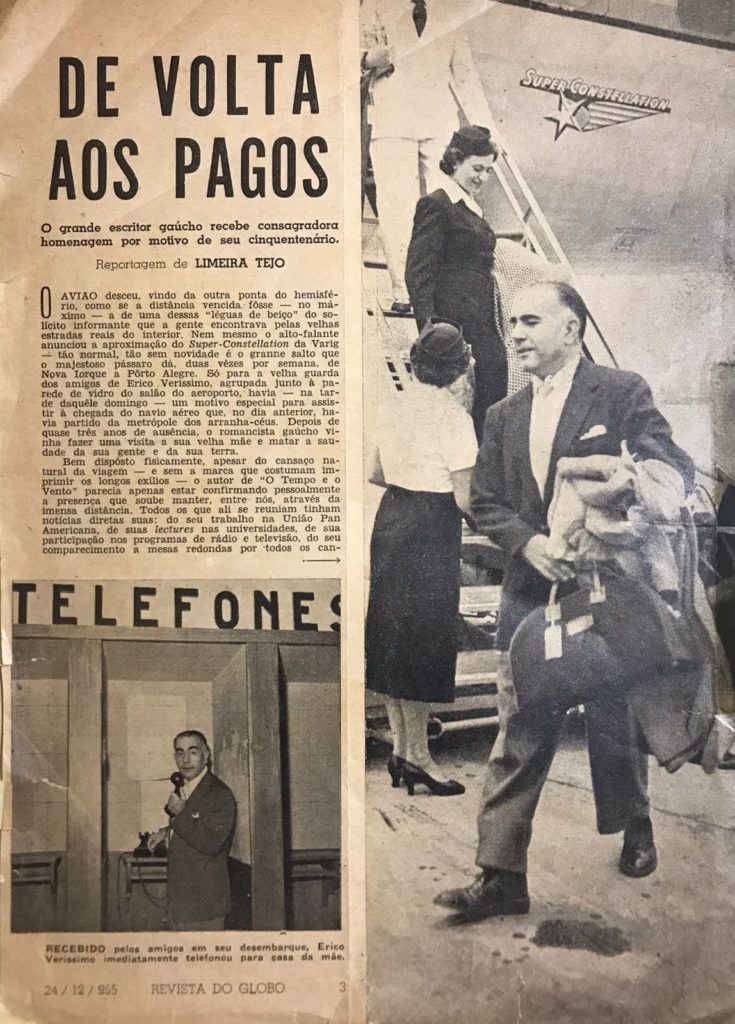 DE VOLTA
AOS PAGOS
O grande escritor gaúcho recebe consagradora
homenagem por motivo de seu cinquentenário.
Reportagem de LIMEIRA TEJO
O AVIAO desceu, vindo da outra ponta do hemisfé-
rio, como se a distância vencida fôsse — no má-
ximo — a de uma dessas "léguas de beiço" do so-
lícito informante que a gente encontrava pelas velhas
estradas reais do interior. Nem mesmo o alto-falante
anunciou a aproximação do Super-Constellation da Varig
— tão normal, tão sem novidade é o granne salto que
o majestoso pássaro dá, duas vêzes por semana. de
Nova Iorque a Pôrto Alegre. Só para a velha guarda
dos amigos de Erico Verissimo, agrupada junto à pa-
rede de vidro do salão do aeroporto, havia — na tar-
de daquêle domingo — um motivo especial para assis-
tir à chegada do navio aéreo que, no dia anterior, ha-
via partido da metrópole dos arranha-céus. Depois de
quase três anos de ausência, o romancista gaúcho vi-
nha fazer uma visita a sua velha mãe e matar a sau-
dade da sua gente e da sua terra.
Bem dispôsto fisicamente, apesar do cansaço na-
tural da viagem — e sem a marca que costumam im-
primir os longos exílios — o autor de "O Tempo e o
Vento" parecia apenas estar confirmando pessoalmente
a presença que soube manter, entre nós, através da
imensa distância. Todos os que ali se reuniam tinham
notícias diretas suas: do seu trabalho na União Pan
Americana, de suas lectures nas universidades, de sua
participação nos programas de rádio e televisão, do seu
comparecimento a mesas redondas por todos os can-
TELEFONES
RECEBIDO pelos amigos em seu desembarque, Erico
Verissimo imediatamente telefonou para casa da mãe.
24/12/955 REVISTA DO GLOBO 3
SUPER-CONSTELLATION